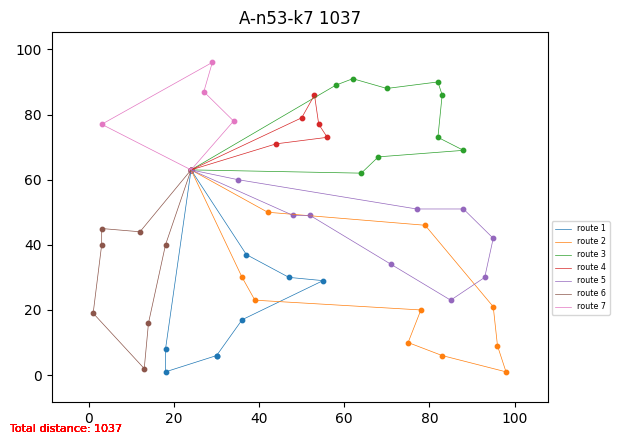 A-n53-k7 1037
100
80
60
40
20
0
0
20
40
60
80
100
route 1
route 2
route 3
route 4
route 5
route 6
route 7
Total distance: 1037